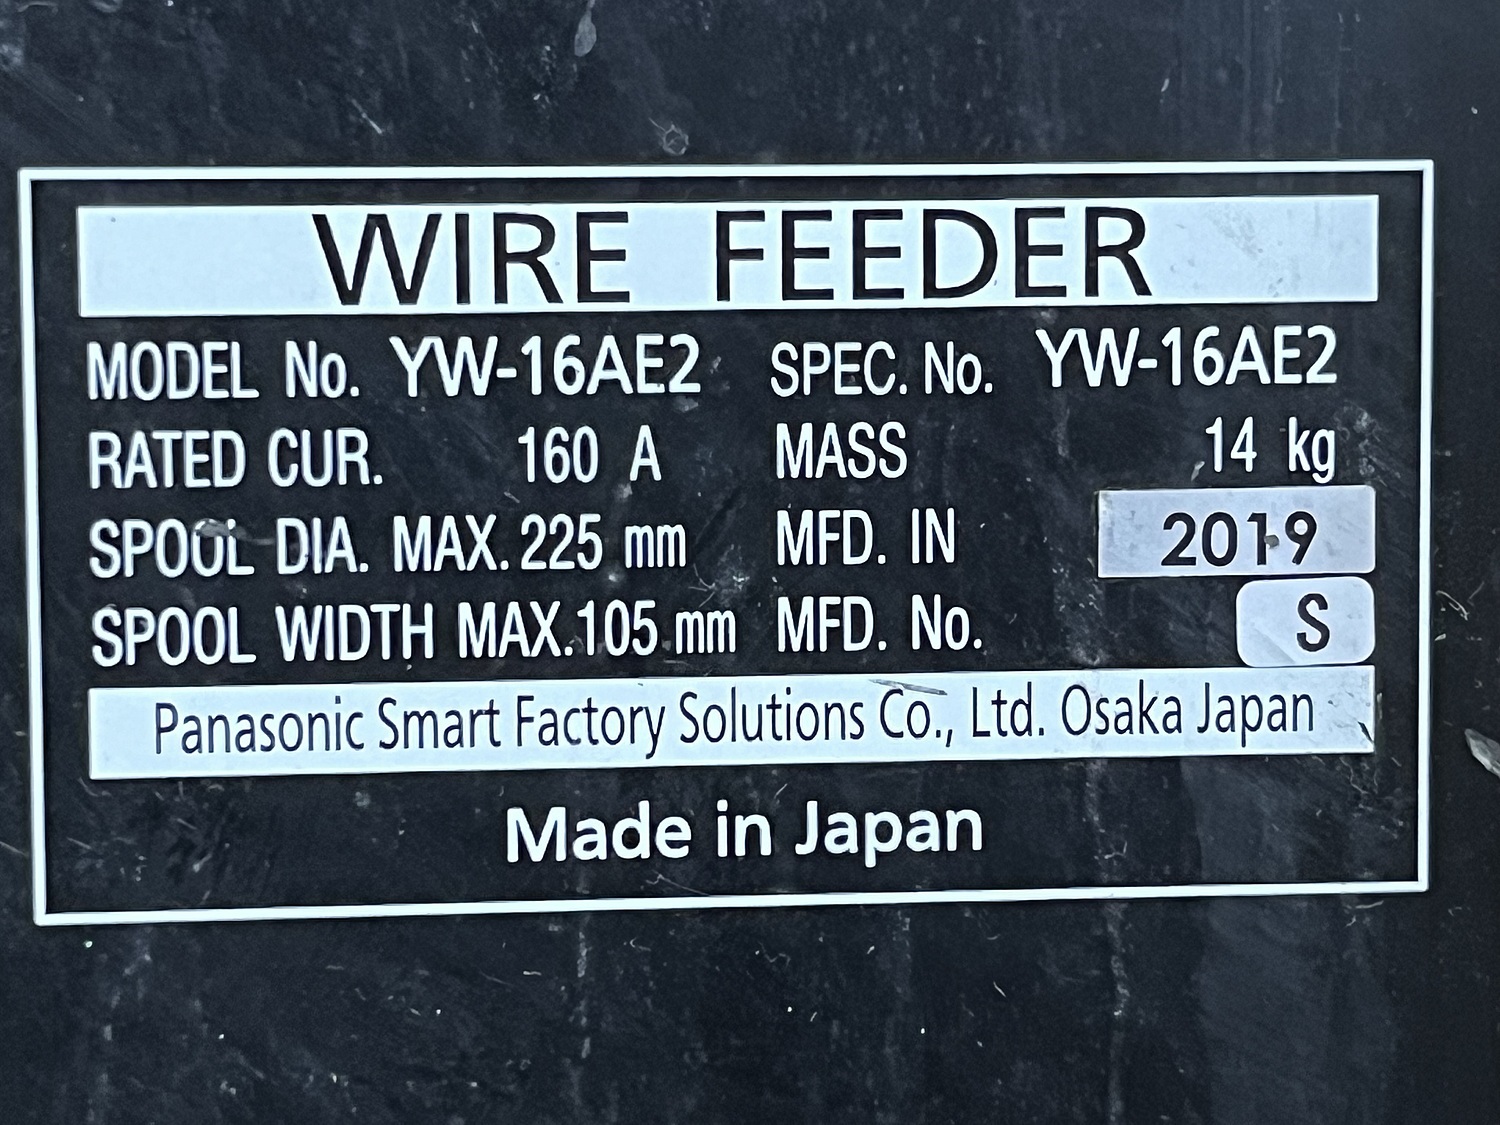 WIRE FEEDER
MODEL No. YW-16AE2 SPEC. No. YW-16AE2
RATED CUR. 160 A MASS 14 kg
SPOOL DIA. MAX. 225 mm MFD. IN 2019
SPOOL WIDTH MAX. 105 mm MFD. No. S
Panasonic Smart Factory Solutions Co., Ltd. Osaka Japan
Made in Japan